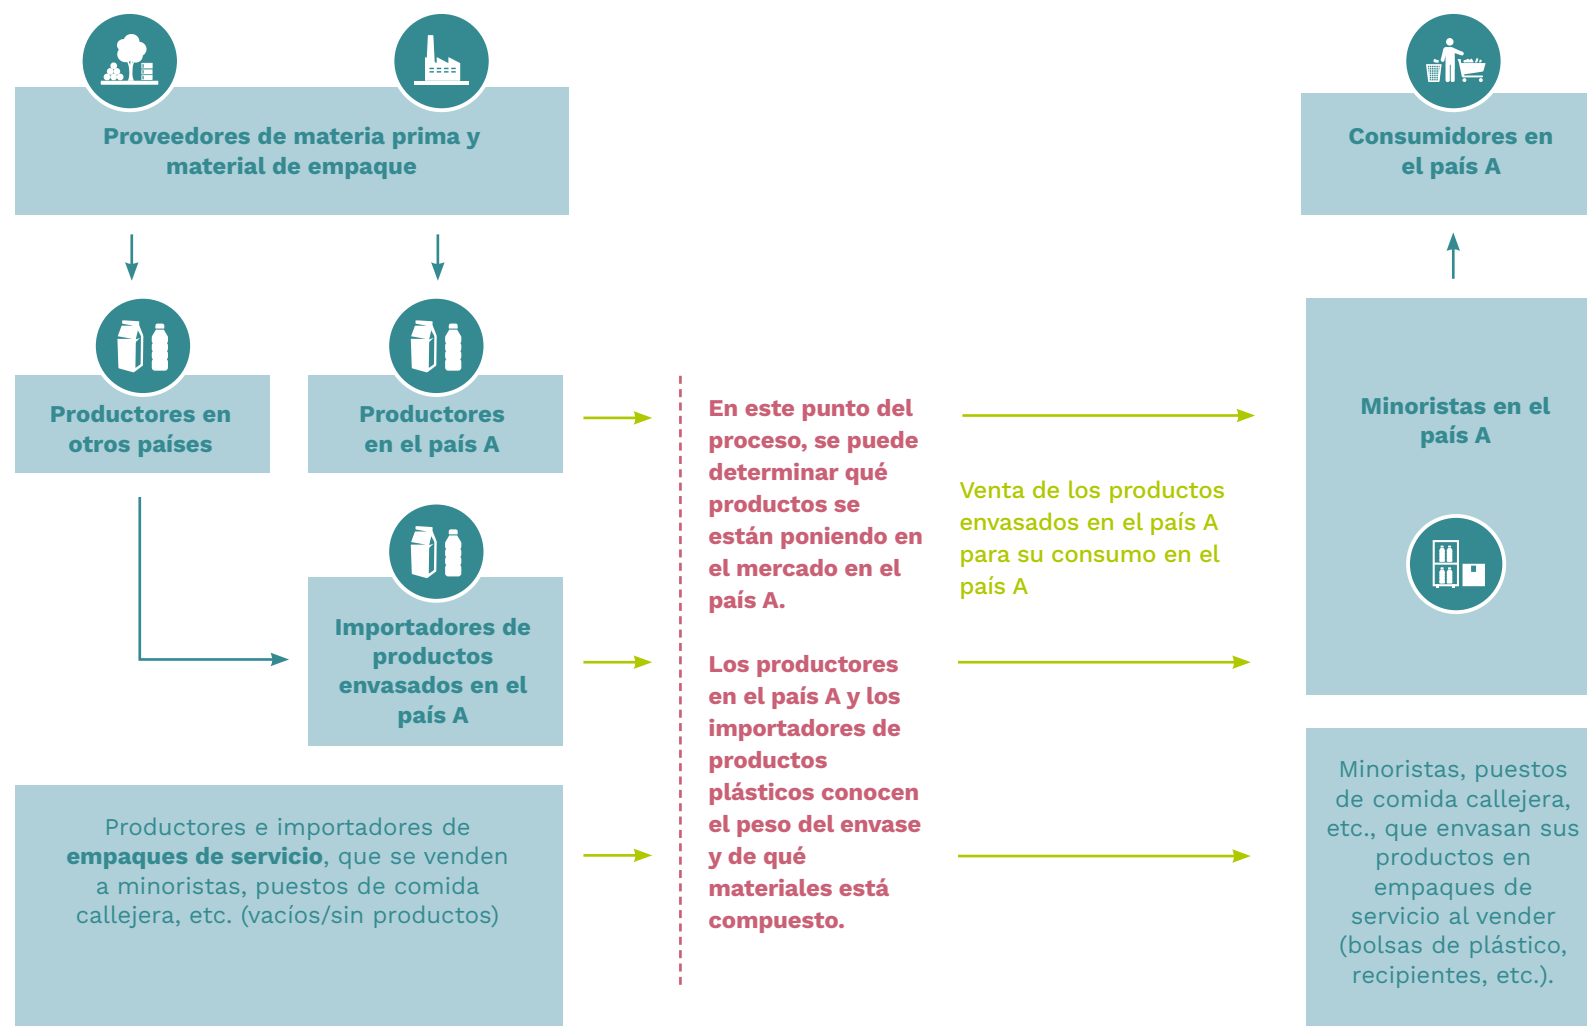 Proveedores de materia prima y
material de empaque
Consumidores en
el país A
Productores en
otros países
Productores
en el país A
Importadores de
productos
envasados en el
país A
Productores e importadores de
empaques de servicio, que se venden
a minoristas, puestos de comida
callejera, etc. (vacíos/sin productos)
En este punto del
proceso, se puede
determinar qué
productos se
están poniendo en
el mercado en el
país A.
Los productores
en el país A y los
importadores de
productos
plásticos conocen
el peso del envase
y de qué
materiales está
compuesto.
Venta de los productos
envasados en el país A
para su consumo en el
país A
Minoristas en el
país A
Minoristas, puestos
de comida callejera,
etc., que envasan sus
productos en
empaques de
servicio al vender
(bolsas de plástico,
recipientes, etc.).